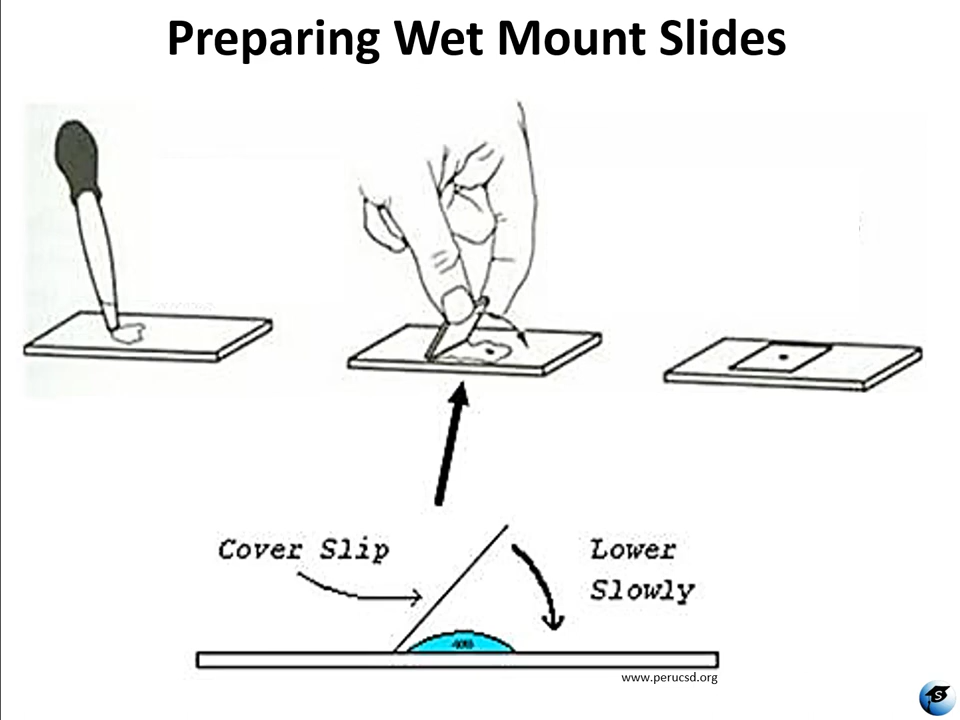 Preparing Wet Mount Slides
Cover Slip
Lower
Slowly
www.perucsd.org
S